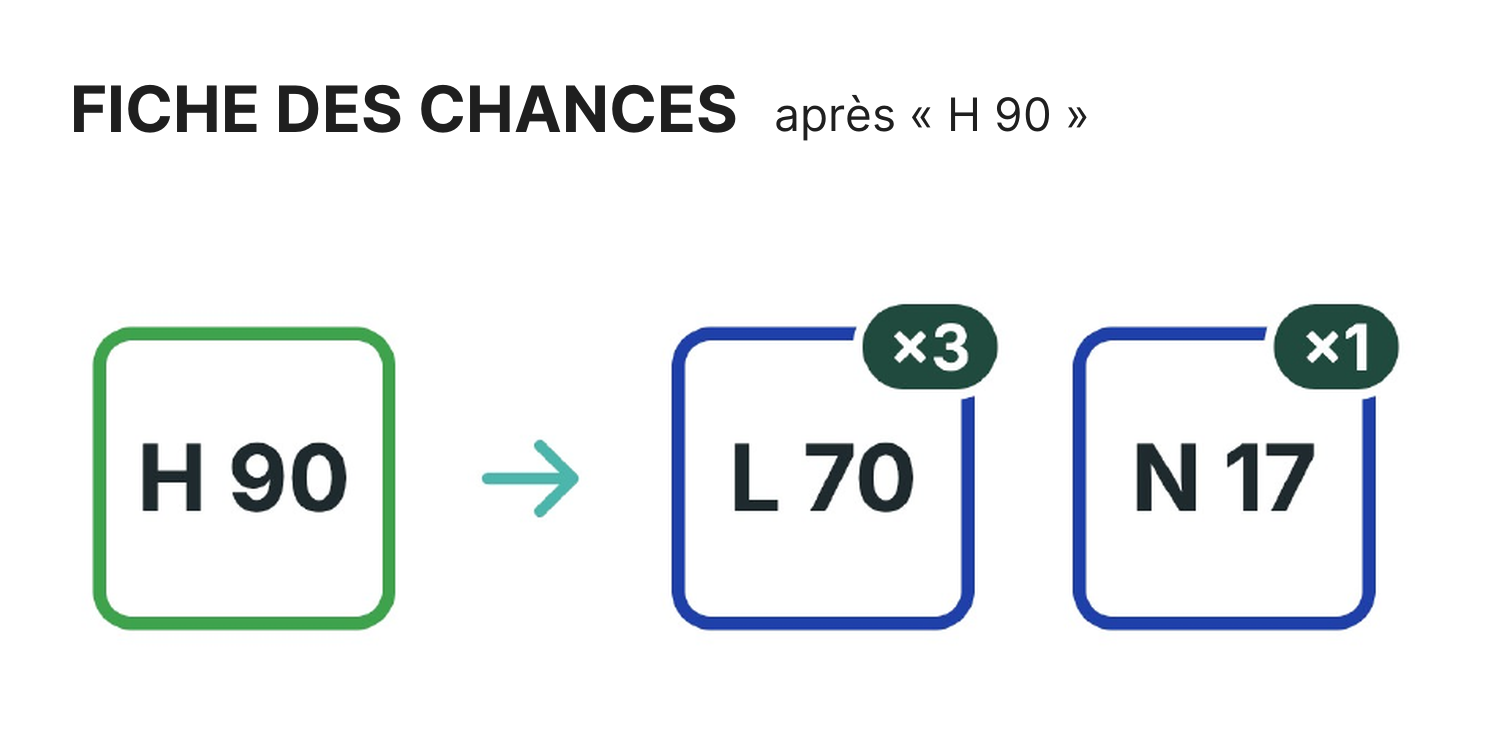 FICHE DES CHANCES après « H 90 »
×3 ×1
H 90 → L 70 N 17